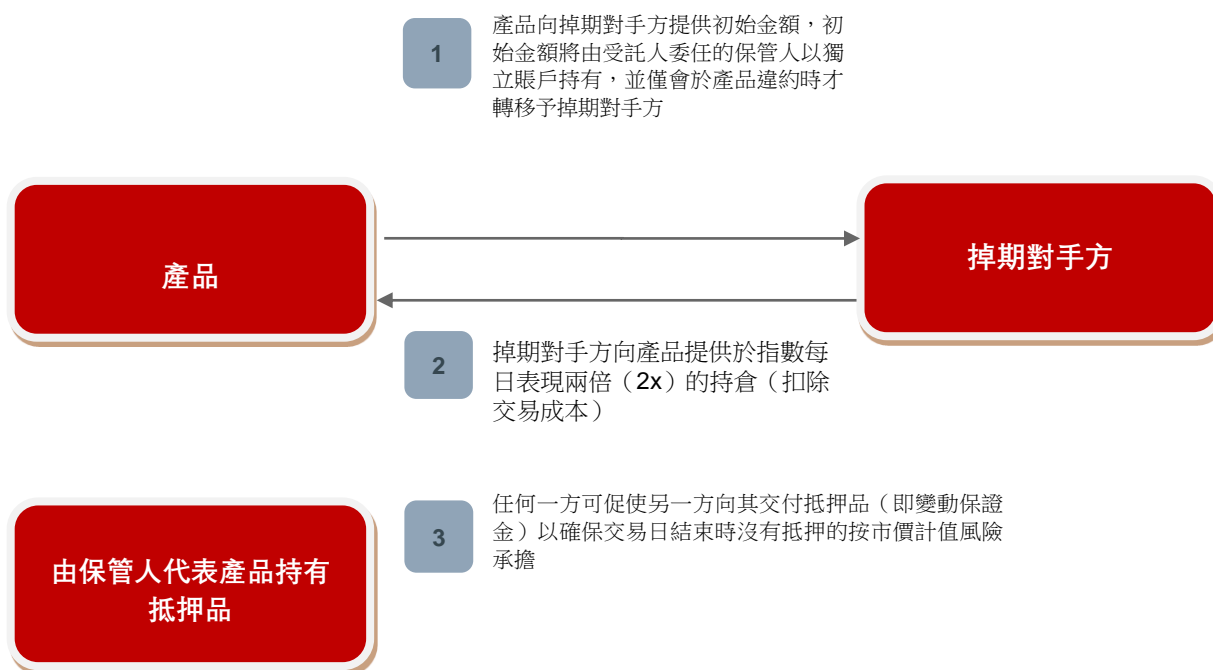 1
產品向掉期對手方提供初始金額，初
始金額將由受託人委任的保管人以獨
立賬戶持有，並僅會於產品違約時才
轉移予掉期對手方
產品
掉期對手方
2
掉期對手方向產品提供於指數每
日表現兩倍（2x）的持倉（扣除
交易成本）
由保管人代表產品持有
抵押品
3
任何一方可促使另一方向其交付抵押品（即變動保證
金）以確保交易日結束時沒有抵押的按市價計值風險
承擔